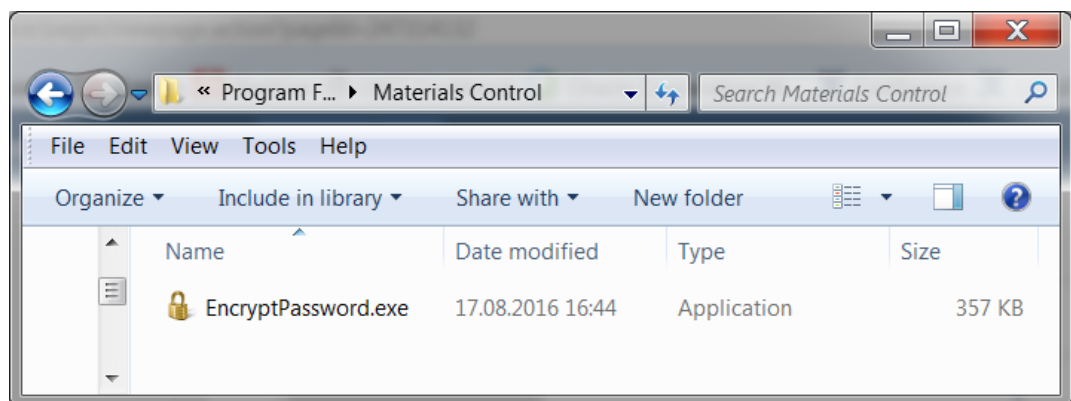 « Program F... Materials Control Search Materials Control
File Edit View Tools Help
Organize Include in library Share with New folder
Name Date modified Type Size
EncryptPassword.exe 17.08.2016 16:44 Application 357 KB